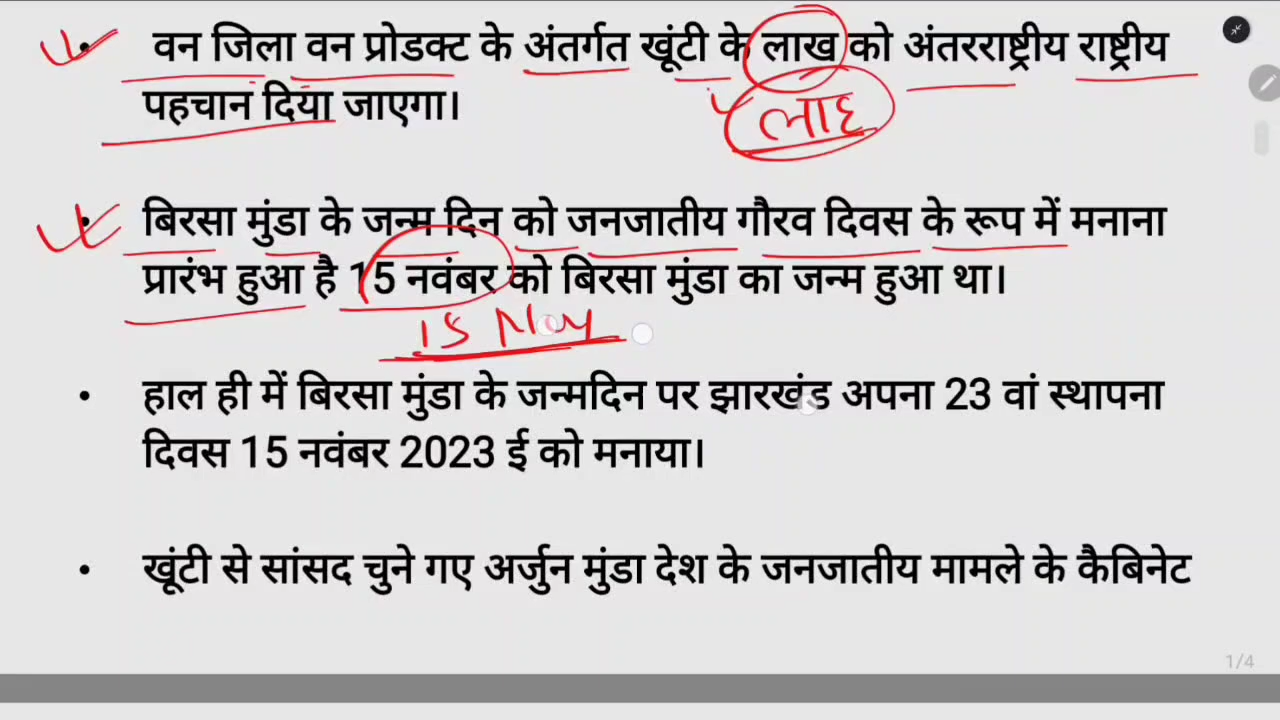 • वन जिला वन प्रोडक्ट के अंतर्गत खूंटी के लाख को अंतरराष्ट्रीय राष्ट्रीय
पहचान दिया जाएगा।
लाह
• बिरसा मुंडा के जन्म दिन को जनजातीय गौरव दिवस के रूप में मनाना
प्रारंभ हुआ है 15 नवंबर को बिरसा मुंडा का जन्म हुआ था।
15 Nov
• हाल ही में बिरसा मुंडा के जन्मदिन पर झारखंड अपना 23 वां स्थापना
दिवस 15 नवंबर 2023 ई को मनाया।
• खूंटी से सांसद चुने गए अर्जुन मुंडा देश के जनजातीय मामले के कैबिनेट
1/4